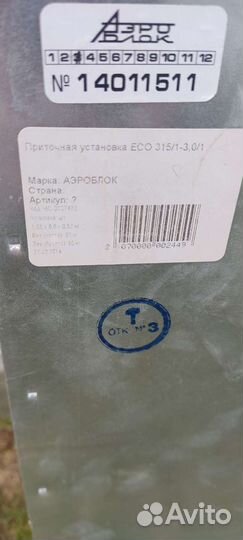 АЭРО
БЛОК
1 2 3 4 5 6 7 8 9 10 11 12
№ 14011511
Приточная установка ECO 315/1-3,0/1
Марка: АЭРОБЛОК
Страна:
Артикул: ?
2 070000 002449
Т
ОТК № 3
Avito